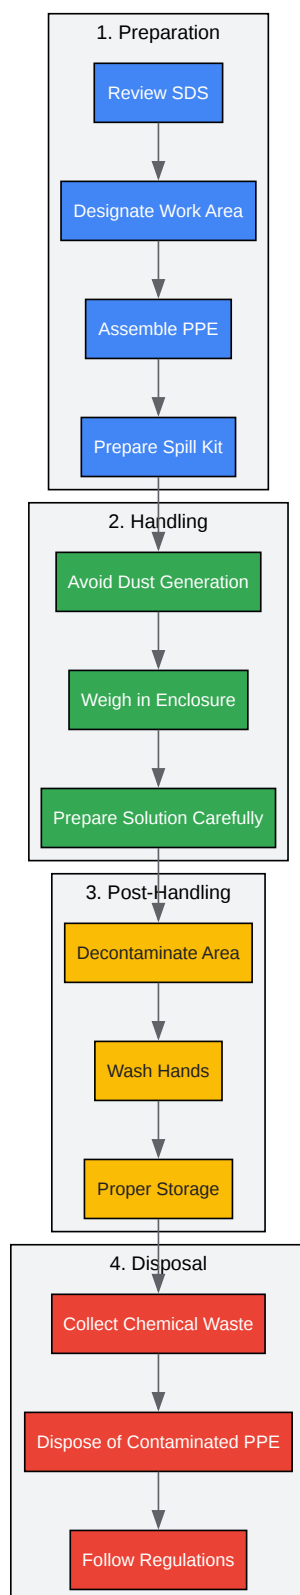 1. Preparation
Review SDS
Designate Work Area
Assemble PPE
Prepare Spill Kit
2. Handling
Avoid Dust Generation
Weigh in Enclosure
Prepare Solution Carefully
3. Post-Handling
Decontaminate Area
Wash Hands
Proper Storage
4. Disposal
Collect Chemical Waste
Dispose of Contaminated PPE
Follow Regulations